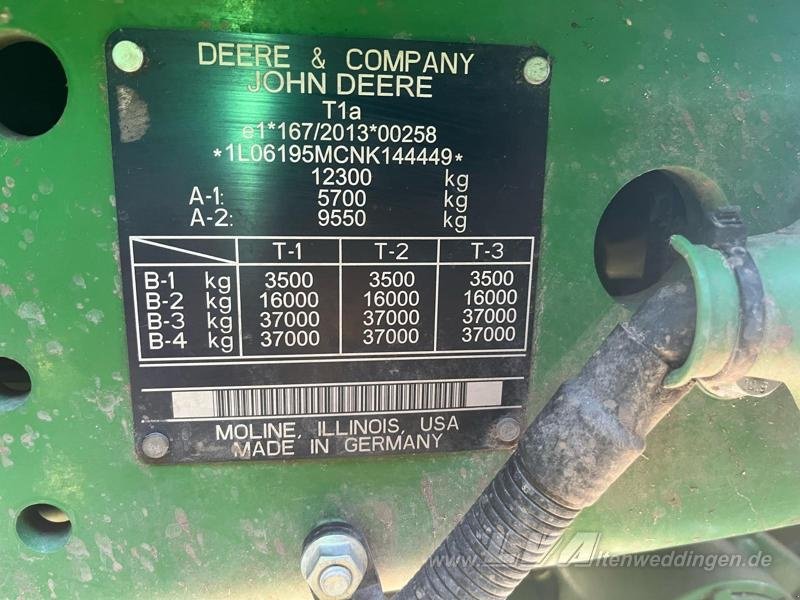 DEERE & COMPANY
JOHN DEERE
T1a
e1*167/2013*00258
*1L06195MCNK144449*
12300 kg
A-1: 5700 kg
A-2: 9550 kg
T-1 T-2 T-3
B-1 kg 3500 3500 3500
B-2 kg 16000 16000 16000
B-3 kg 37000 37000 37000
B-4 kg 37000 37000 37000
MOLINE, ILLINOIS, USA
MADE IN GERMANY
www.LVAltenweddingen.de